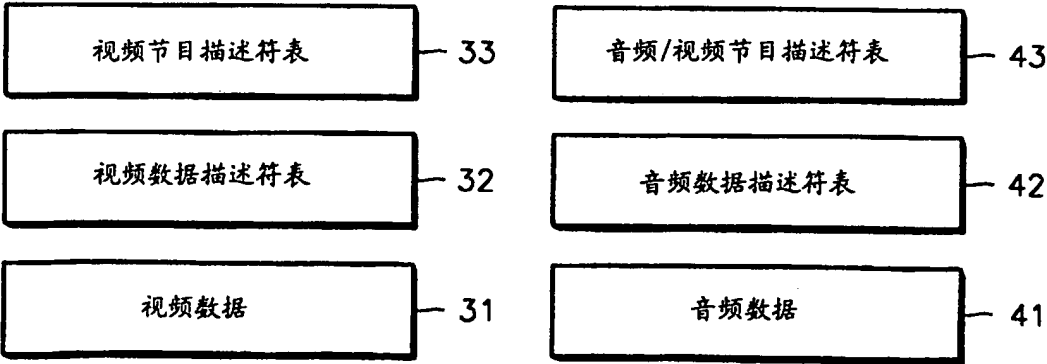 视频节目描述符表 33
音频/视频节目描述符表 43
视频数据描述符表 32
音频数据描述符表 42
视频数据 31
音频数据 41